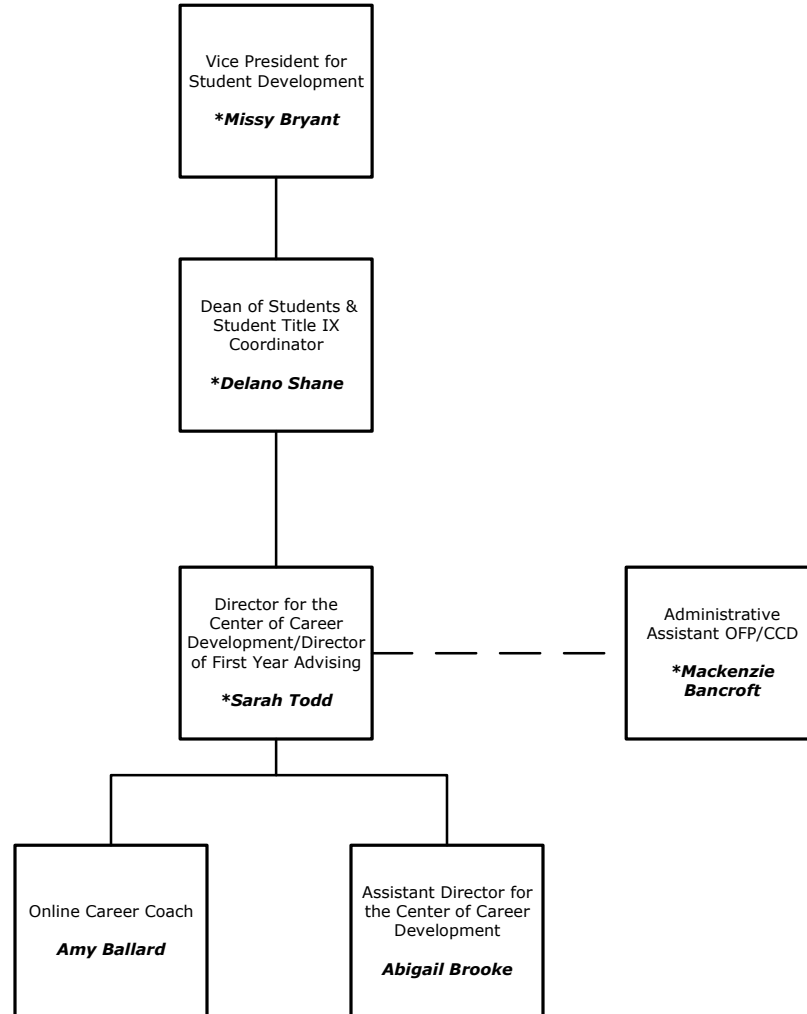 Vice President for
Student Development
*Missy Bryant
Dean of Students &
Student Title IX
Coordinator
*Delano Shane
Director for the
Center of Career
Development/Director
of First Year Advising
*Sarah Todd
Administrative
Assistant OFP/CCD
*Mackenzie
Bancroft
Online Career Coach
Amy Ballard
Assistant Director for
the Center of Career
Development
Abigail Brooke